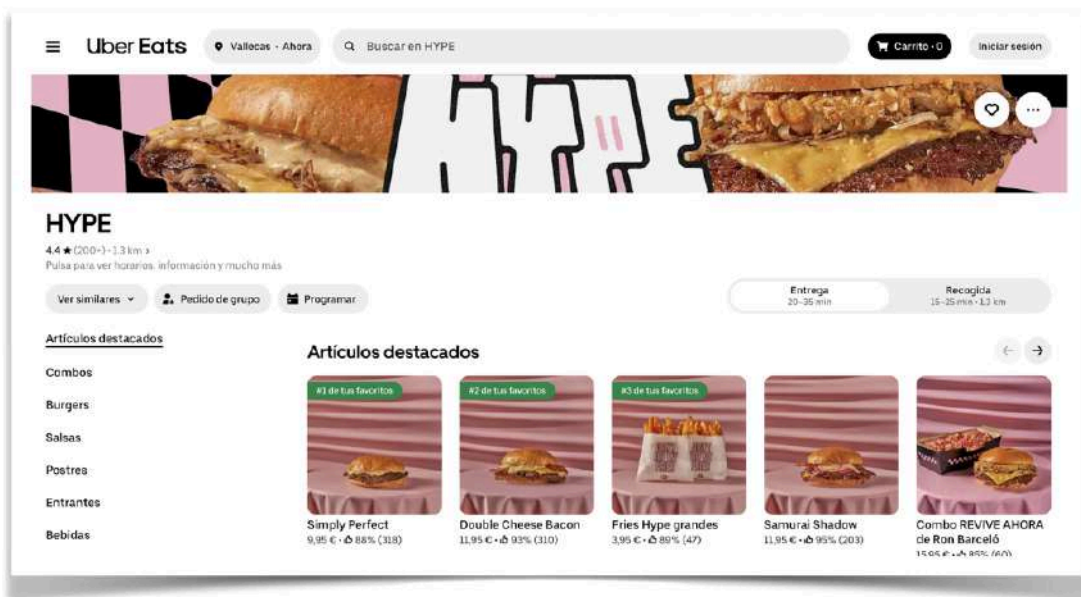 Uber Eats
Vallecas • Ahora
Buscar en HYPE
Carrito • 0
Iniciar sesión
HYPE
HYPE
4.4 ★ (200+) • 1.3 km >
Pulsa para ver horarios, información y mucho más
Ver similares
Pedido de grupo
Programar
Entrega
20-35 min
Recogida
15-25 min • 1.3 km
Artículos destacados
Combos
Burgers
Salsas
Postres
Entrantes
Bebidas
Artículos destacados
#1 de tus favoritos
#2 de tus favoritos
#3 de tus favoritos
Simply Perfect
9,95 € • 88% (318)
Double Cheese Bacon
11,95 € • 93% (310)
Fries Hype grandes
3,95 € • 89% (47)
Samurai Shadow
11,95 € • 95% (203)
Combo REVIVE AHORA
de Ron Barceló
15,95 € • 85% (60)